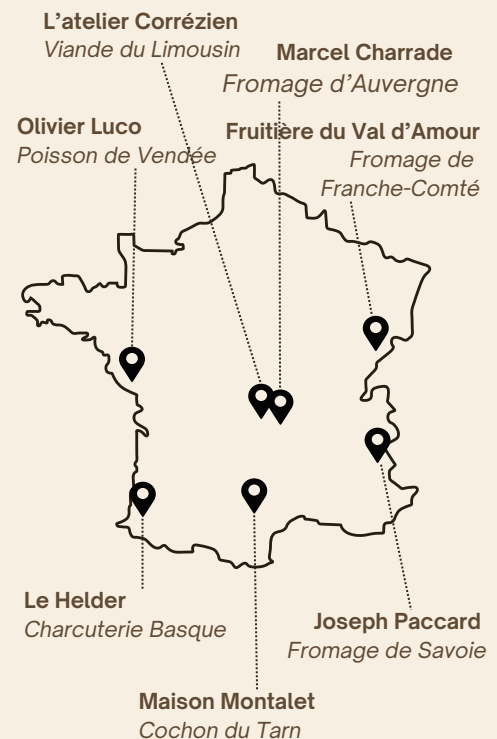 L’atelier Corrézien
Viande du Limousin
Marcel Charrade
Fromage d’Auvergne
Olivier Luco
Poisson de Vendée
Fruitière du Val d’Amour
Fromage de
Franche-Comté
Le Helder
Charcuterie Basque
Joseph Paccard
Fromage de Savoie
Maison Montalet
Cochon du Tarn